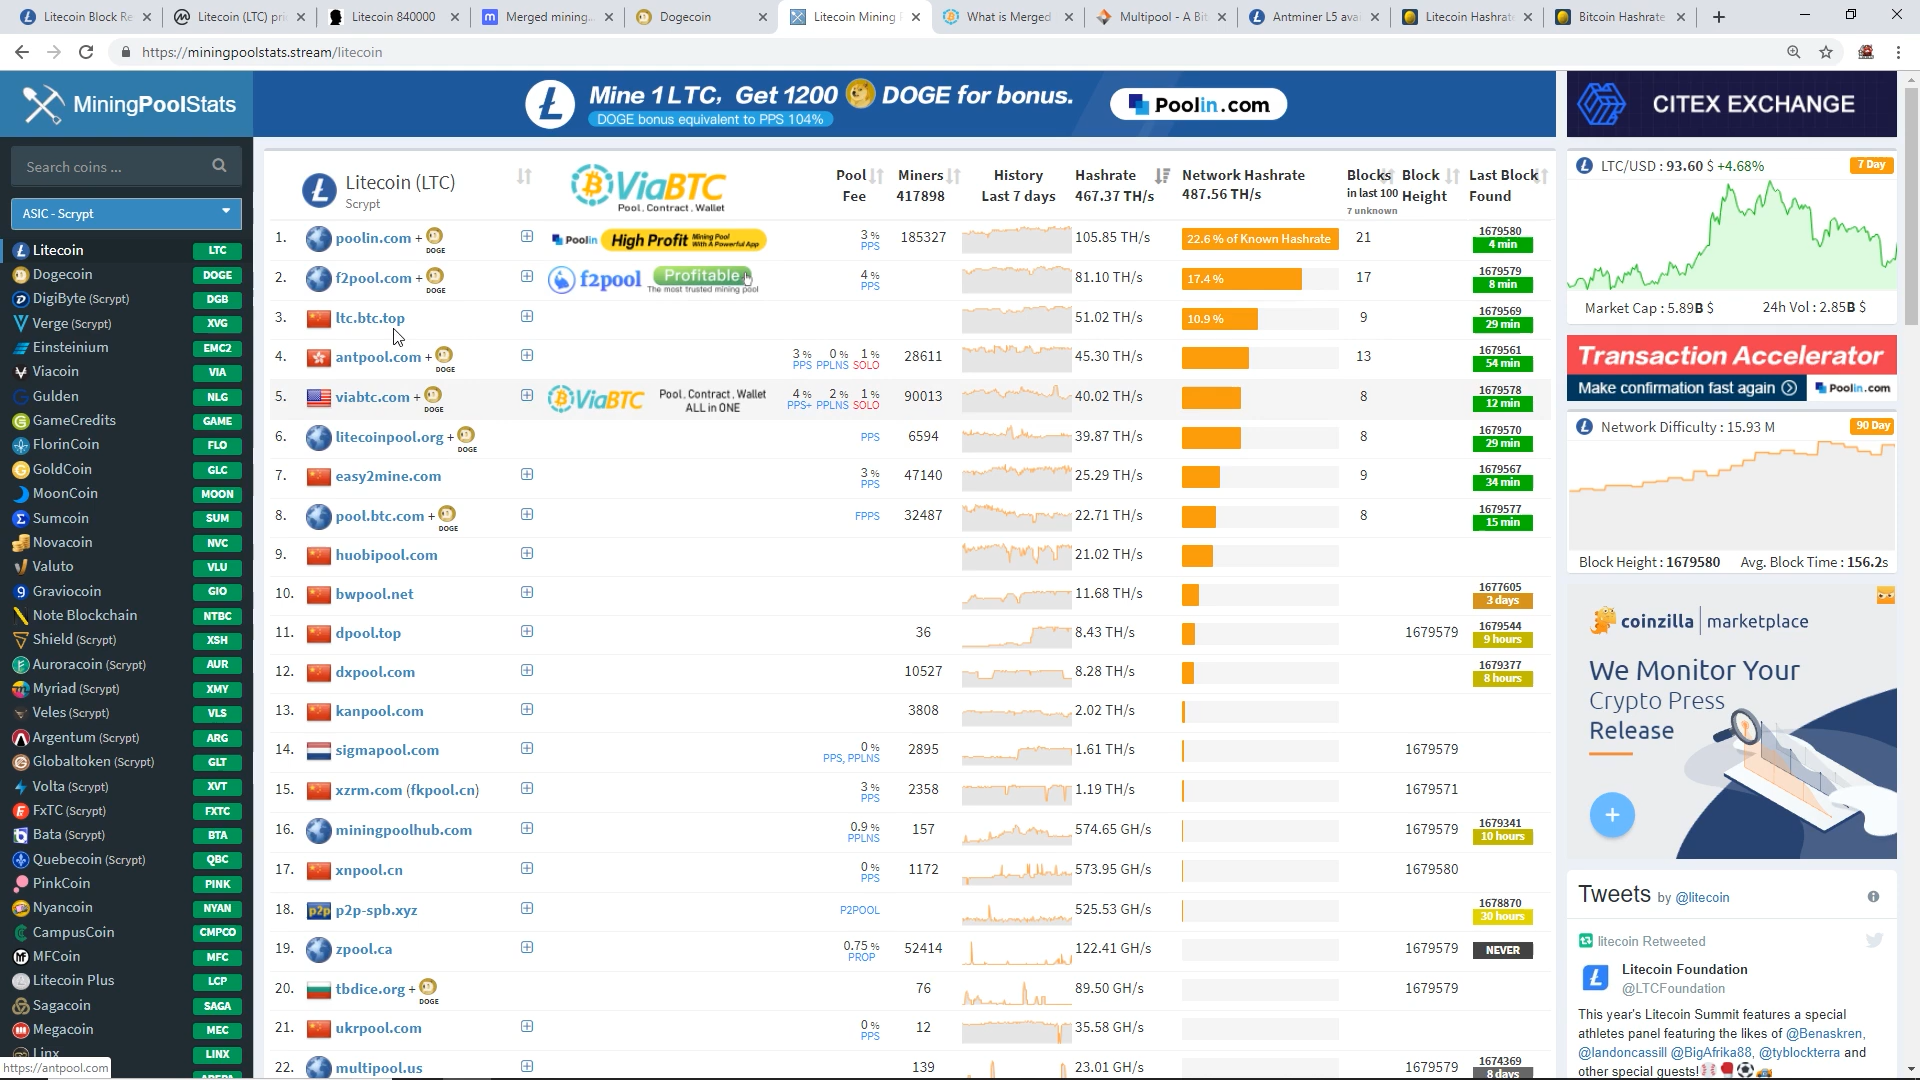 Litecoin Block Re
Litecoin (LTC) pri
Litecoin 840000
Merged mining
Dogecoin
Litecoin Mining P
What is Merged
Multipool - A Bit
Antminer L5 avai
Litecoin Hashrat
Bitcoin Hashrate
https://miningpoolstats.stream/litecoin
MiningPoolStats
Mine 1 LTC, Get 1200 DOGE for bonus.
DOGE bonus equivalent to PPS 104%
Poolin.com
CITEX EXCHANGE
Search coins ...
ASIC - Scrypt
Litecoin LTC
Dogecoin DOGE
DigiByte (Scrypt) DGB
Verge (Scrypt) XVG
Einsteinium EMC2
Viacoin VIA
Gulden NLG
GameCredits GAME
FlorinCoin FLO
GoldCoin GLC
MoonCoin MOON
Sumcoin SUM
Novacoin NVC
Valuto VLU
Graviocoin GIO
Note Blockchain NTBC
Shield (Scrypt) XSH
Auroracoin (Scrypt) AUR
Myriad (Scrypt) XMY
Veles (Scrypt) VLS
Argentum (Scrypt) ARG
Globaltoken (Scrypt) GLT
Volta (Scrypt) XVT
FxTC (Scrypt) FXTC
Bata (Scrypt) BTA
Quebecoin (Scrypt) QBC
PinkCoin PINK
Nyancoin NYAN
CampusCoin CMPCO
MFCoin MFC
Litecoin Plus LCP
Sagacoin SAGA
Megacoin MEC
Linx LINX
https://antpool.com
Litecoin (LTC)
Scrypt
ViaBTC
Pool . Contract . Wallet
Pool Fee
Miners 417898
History Last 7 days
Hashrate 467.37 TH/s
Network Hashrate 487.56 TH/s
Blocks in last 100 7 unknown
Block Height
Last Block Found
1. poolin.com + DOGE Poolin High Profit Mining Pool With A Powerful App 3 % PPS 185327 105.85 TH/s 22.6 % of Known Hashrate 21 1679580 4 min
2. f2pool.com + DOGE f2pool Profitable The most trusted mining pool 4 % PPS 81.10 TH/s 17.4 % 17 1679579 8 min
3. ltc.btc.top 51.02 TH/s 10.9 % 9 1679569 29 min
4. antpool.com + DOGE 3 % PPS 0 % PPLNS 1 % SOLO 28611 45.30 TH/s 13 1679561 54 min
5. viabtc.com + DOGE ViaBTC Pool . Contract . Wallet ALL in ONE 4 % PPS+ 2 % PPLNS 1 % SOLO 90013 40.02 TH/s 8 1679578 12 min
6. litecoinpool.org + DOGE PPS 6594 39.87 TH/s 8 1679570 29 min
7. easy2mine.com 3 % PPS 47140 25.29 TH/s 9 1679567 34 min
8. pool.btc.com + DOGE FPPS 32487 22.71 TH/s 8 1679577 15 min
9. huobipool.com 21.02 TH/s
10. bwpool.net 11.68 TH/s 1677605 3 days
11. dpool.top 36 8.43 TH/s 1679579 1679544 9 hours
12. dxpool.com 10527 8.28 TH/s 1679377 8 hours
13. kanpool.com 3808 2.02 TH/s
14. sigmapool.com 0 % PPS, PPLNS 2895 1.61 TH/s 1679579
15. xzrm.com (fkpool.cn) 3 % PPS 2358 1.19 TH/s 1679571
16. miningpoolhub.com 0.9 % PPLNS 157 574.65 GH/s 1679579 1679341 10 hours
17. xnpool.cn 0 % PPS 1172 573.95 GH/s 1679580
18. p2p p2p-spb.xyz P2POOL 525.53 GH/s 1678870 30 hours
19. zpool.ca 0.75 % PROP 52414 122.41 GH/s 1679579 NEVER
20. tbdice.org + DOGE 76 89.50 GH/s 1679579
21. ukrpool.com 0 % PPS 12 35.58 GH/s
22. multipool.us 139 23.01 GH/s 1679579 1674369 8 days
LTC/USD : 93.60 $ +4.68% 7 Day
Market Cap : 5.89B $ 24h Vol : 2.85B $
Transaction Accelerator
Make confirmation fast again Poolin.com
Network Difficulty : 15.93 M 90 Day
Block Height : 1679580 Avg. Block Time : 156.2s
coinzilla | marketplace
We Monitor Your
Crypto Press
Release
Tweets by @litecoin
litecoin Retweeted
Litecoin Foundation
@LTCFoundation
This year's Litecoin Summit features a special
athletes panel featuring the likes of @Benaskren,
@landoncassill @BigAfrika88, @tyblockterra and
other special guests!